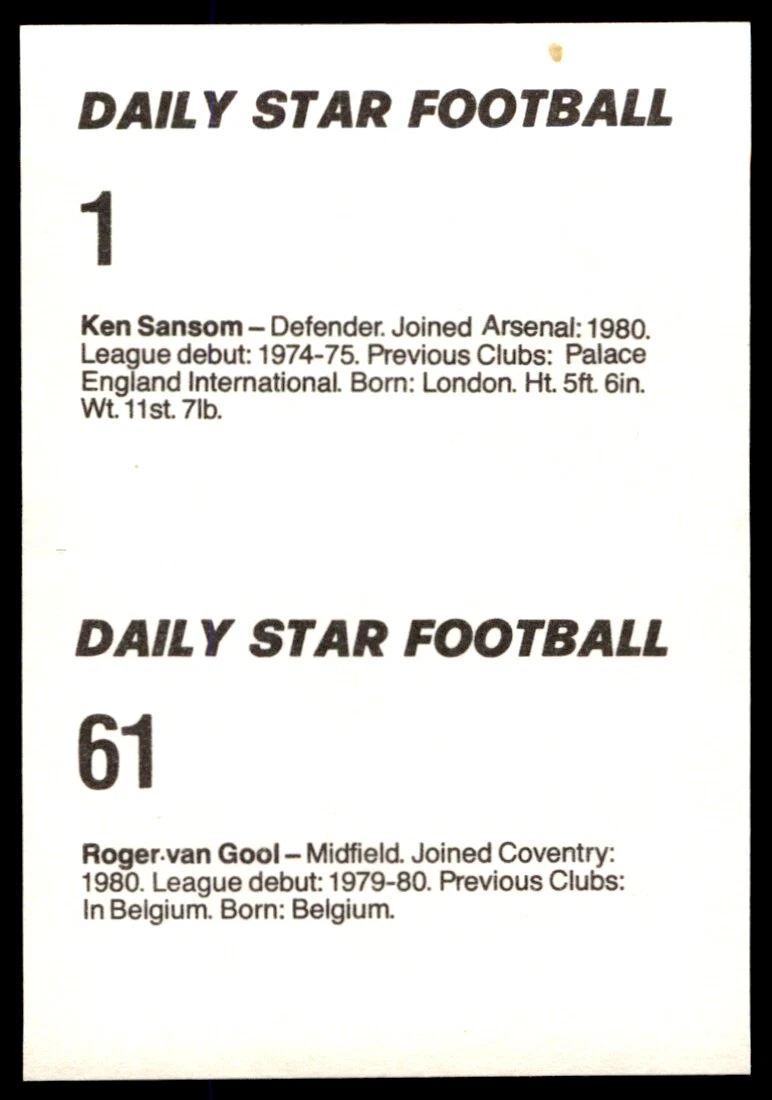 DAILY STAR FOOTBALL
1
Ken Sansom – Defender. Joined Arsenal: 1980.
League debut: 1974-75. Previous Clubs: Palace
England International. Born: London. Ht. 5ft. 6in.
Wt. 11st. 7lb.
DAILY STAR FOOTBALL
61
Roger van Gool – Midfield. Joined Coventry:
1980. League debut: 1979-80. Previous Clubs:
In Belgium. Born: Belgium.